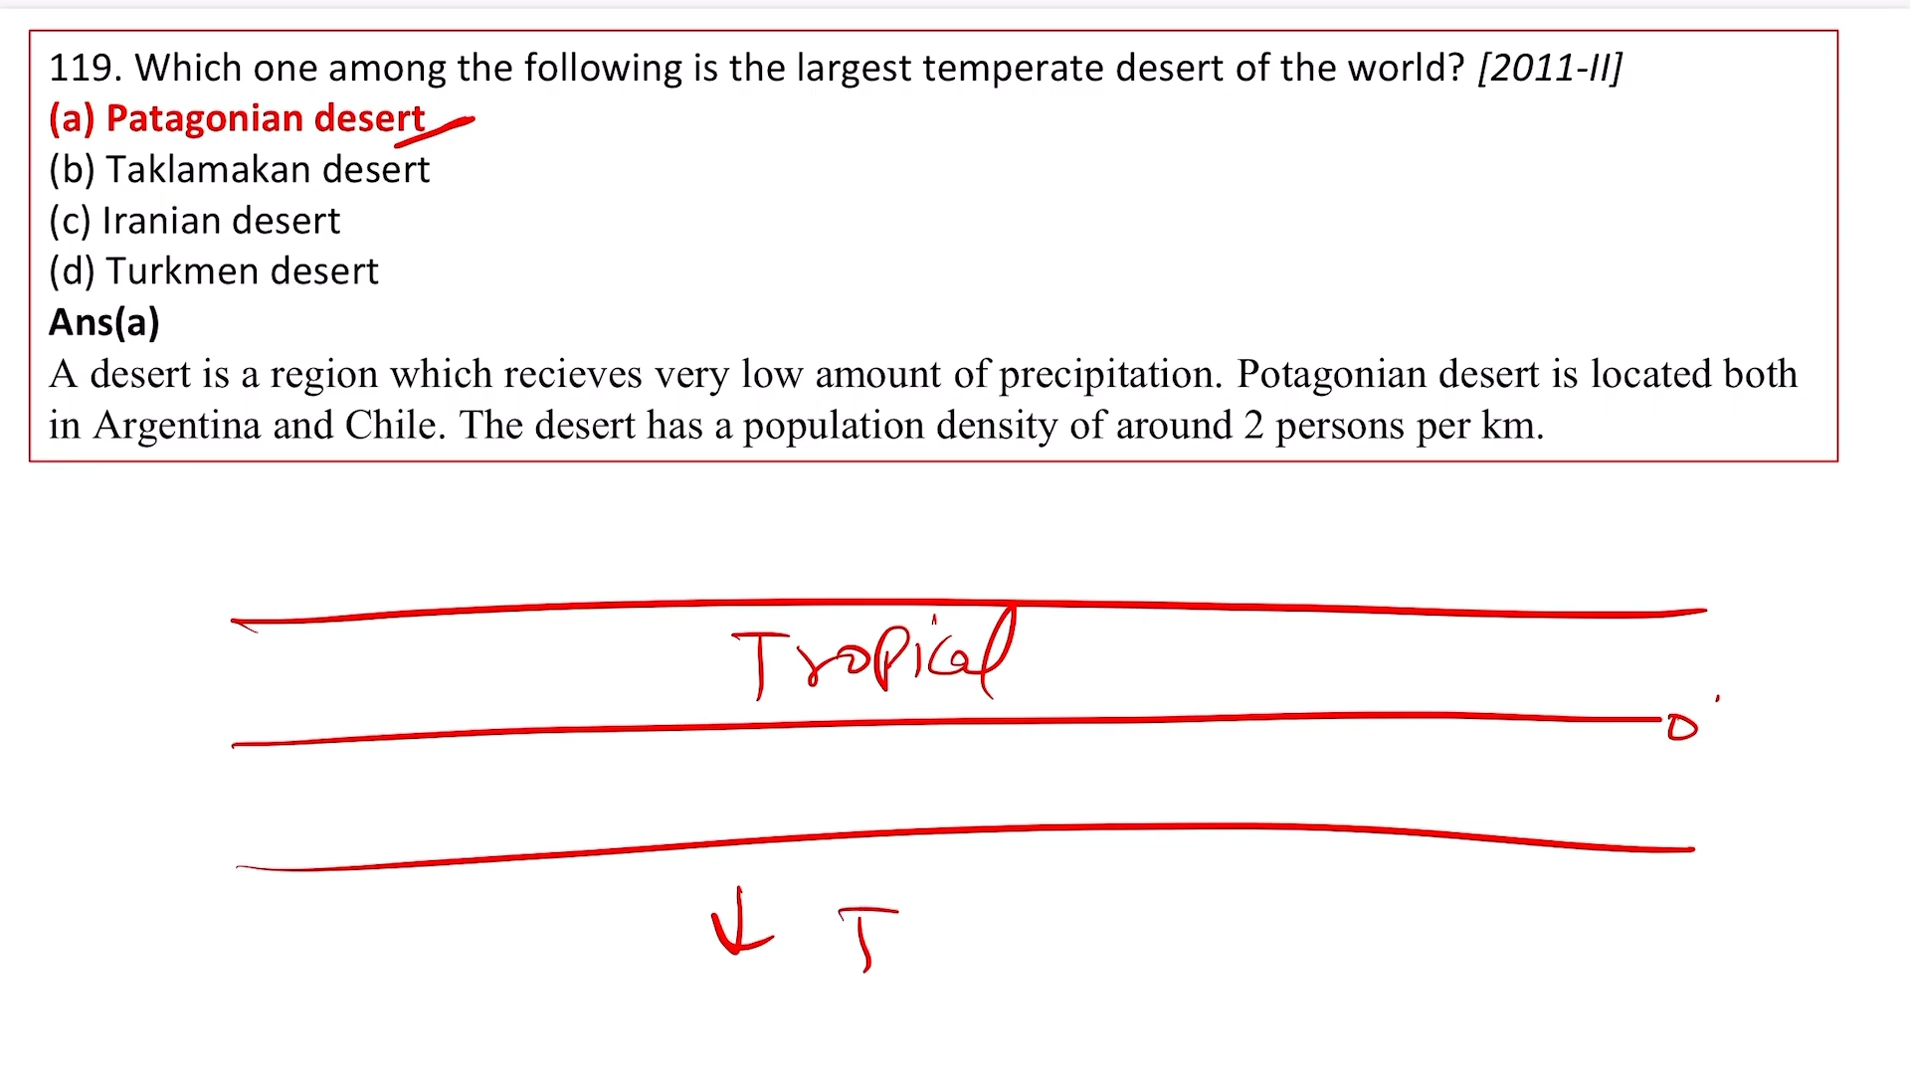 119. Which one among the following is the largest temperate desert of the world? [2011-II]
(a) Patagonian desert
(b) Taklamakan desert
(c) Iranian desert
(d) Turkmen desert
Ans(a)
A desert is a region which recieves very low amount of precipitation. Potagonian desert is located both
in Argentina and Chile. The desert has a population density of around 2 persons per km.
Tropical
0
T